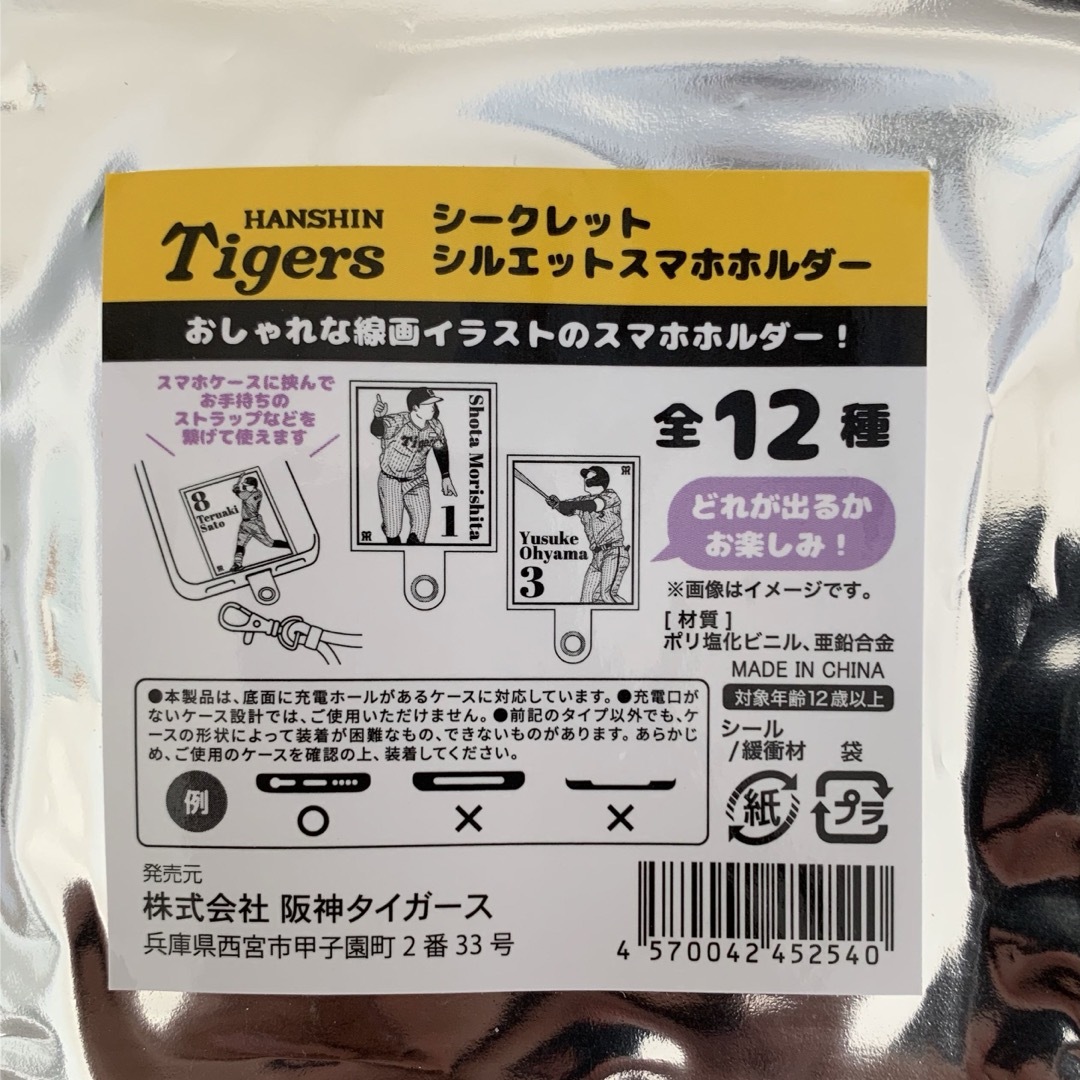 HANSHIN
Tigers
シークレット
シルエットスマホホルダー
おしゃれな線画イラストのスマホホルダー！
スマホケースに挟んで
お手持ちの
ストラップなどを
繋げて使えます
8
Teruaki
Sato
Tigers
Shota Morishita
1
Yusuke
Ohyama
3
全12種
どれが出るか
お楽しみ！
※画像はイメージです。
[ 材質 ]
ポリ塩化ビニル、亜鉛合金
MADE IN CHINA
対象年齢12歳以上
シール
/緩衝材
袋
紙
プラ
●本製品は、底面に充電ホールがあるケースに対応しています。●充電口が
ないケース設計では、ご使用いただけません。●前記のタイプ以外でも、ケ
ースの形状によって装着が困難なもの、できないものがあります。あらかじ
め、ご使用のケースを確認の上、装着してください。
例
○ × ×
発売元
株式会社 阪神タイガース
兵庫県西宮市甲子園町2番33号
4 570042 452540